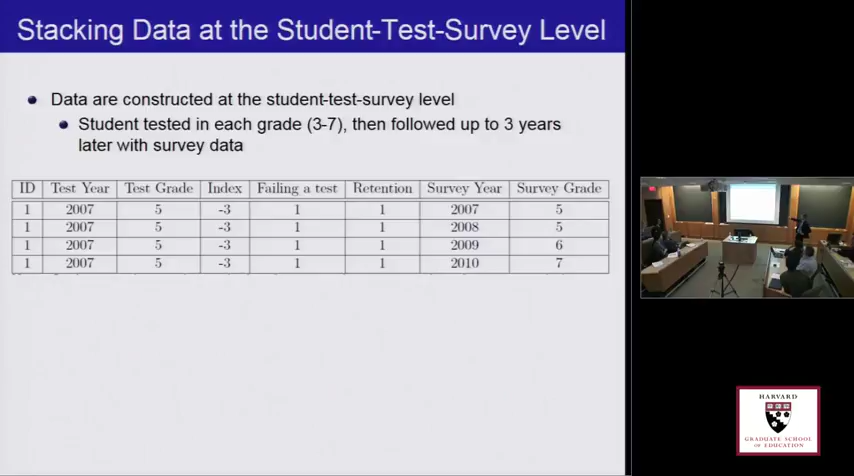 Stacking Data at the Student-Test-Survey Level
Data are constructed at the student-test-survey level
Student tested in each grade (3-7), then followed up to 3 years
later with survey data
ID Test Year Test Grade Index Failing a test Retention Survey Year Survey Grade
1 2007 5 -3 1 1 2007 5
1 2007 5 -3 1 1 2008 5
1 2007 5 -3 1 1 2009 6
1 2007 5 -3 1 1 2010 7
HARVARD
GRADUATE SCHOOL
OF EDUCATION